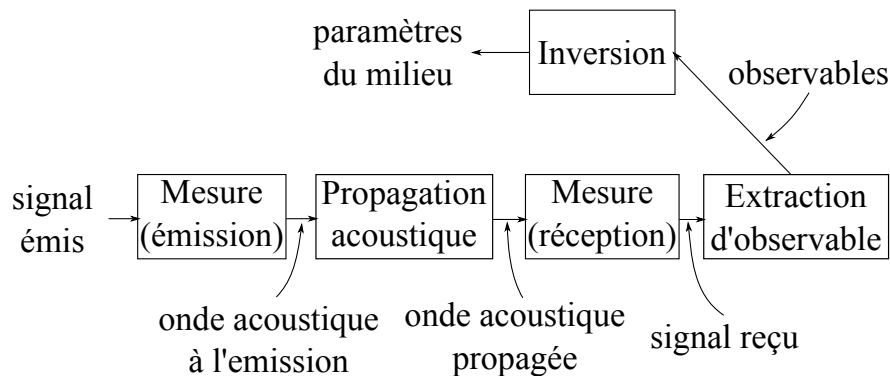 paramètres
du milieu
Inversion
observables
signal
émis
Mesure
(émission)
Propagation
acoustique
Mesure
(réception)
Extraction
d'observable
onde acoustique
à l'emission
onde acoustique
propagée
signal reçu